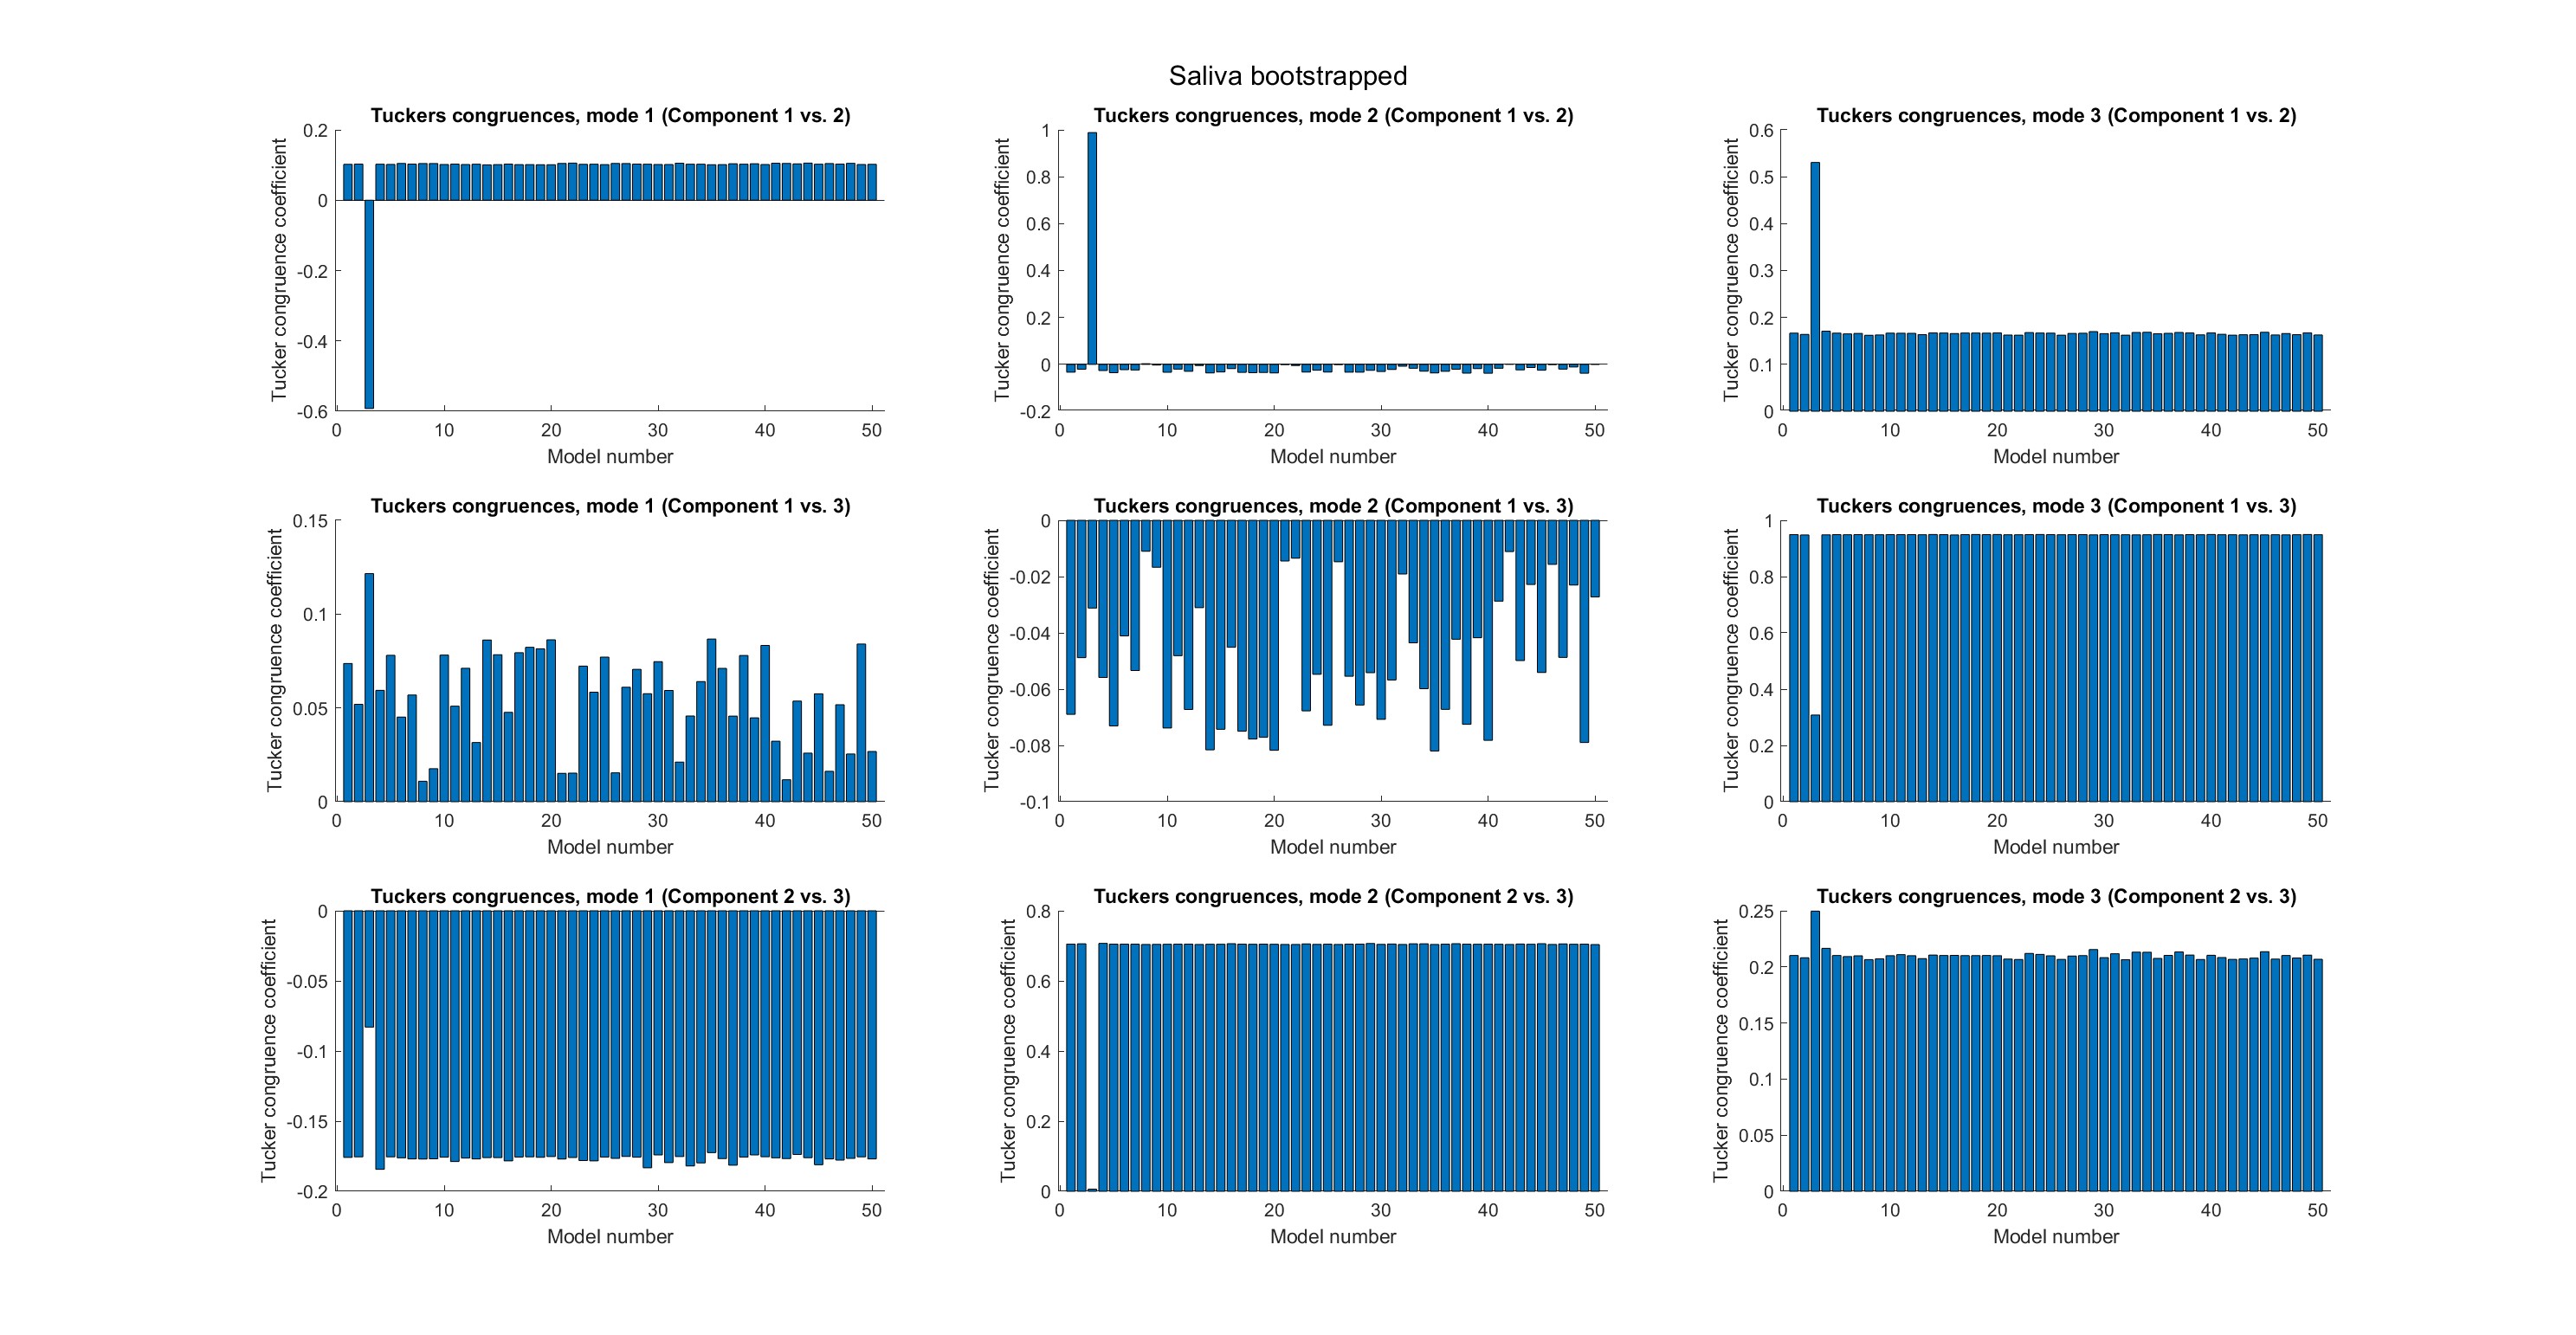 Saliva bootstrapped
Tuckers congruences, mode 1 (Component 1 vs. 2)
Tucker congruence coefficient
0.2
0
-0.2
-0.4
-0.6
0 10 20 30 40 50
Model number
Tuckers congruences, mode 2 (Component 1 vs. 2)
Tucker congruence coefficient
1
0.8
0.6
0.4
0.2
0
-0.2
0 10 20 30 40 50
Model number
Tuckers congruences, mode 3 (Component 1 vs. 2)
Tucker congruence coefficient
0.6
0.5
0.4
0.3
0.2
0.1
0
0 10 20 30 40 50
Model number
Tuckers congruences, mode 1 (Component 1 vs. 3)
Tucker congruence coefficient
0.15
0.1
0.05
0
0 10 20 30 40 50
Model number
Tuckers congruences, mode 2 (Component 1 vs. 3)
Tucker congruence coefficient
0
-0.02
-0.04
-0.06
-0.08
-0.1
0 10 20 30 40 50
Model number
Tuckers congruences, mode 3 (Component 1 vs. 3)
Tucker congruence coefficient
1
0.8
0.6
0.4
0.2
0
0 10 20 30 40 50
Model number
Tuckers congruences, mode 1 (Component 2 vs. 3)
Tucker congruence coefficient
0
-0.05
-0.1
-0.15
-0.2
0 10 20 30 40 50
Model number
Tuckers congruences, mode 2 (Component 2 vs. 3)
Tucker congruence coefficient
0.8
0.6
0.4
0.2
0
0 10 20 30 40 50
Model number
Tuckers congruences, mode 3 (Component 2 vs. 3)
Tucker congruence coefficient
0.25
0.2
0.15
0.1
0.05
0
0 10 20 30 40 50
Model number